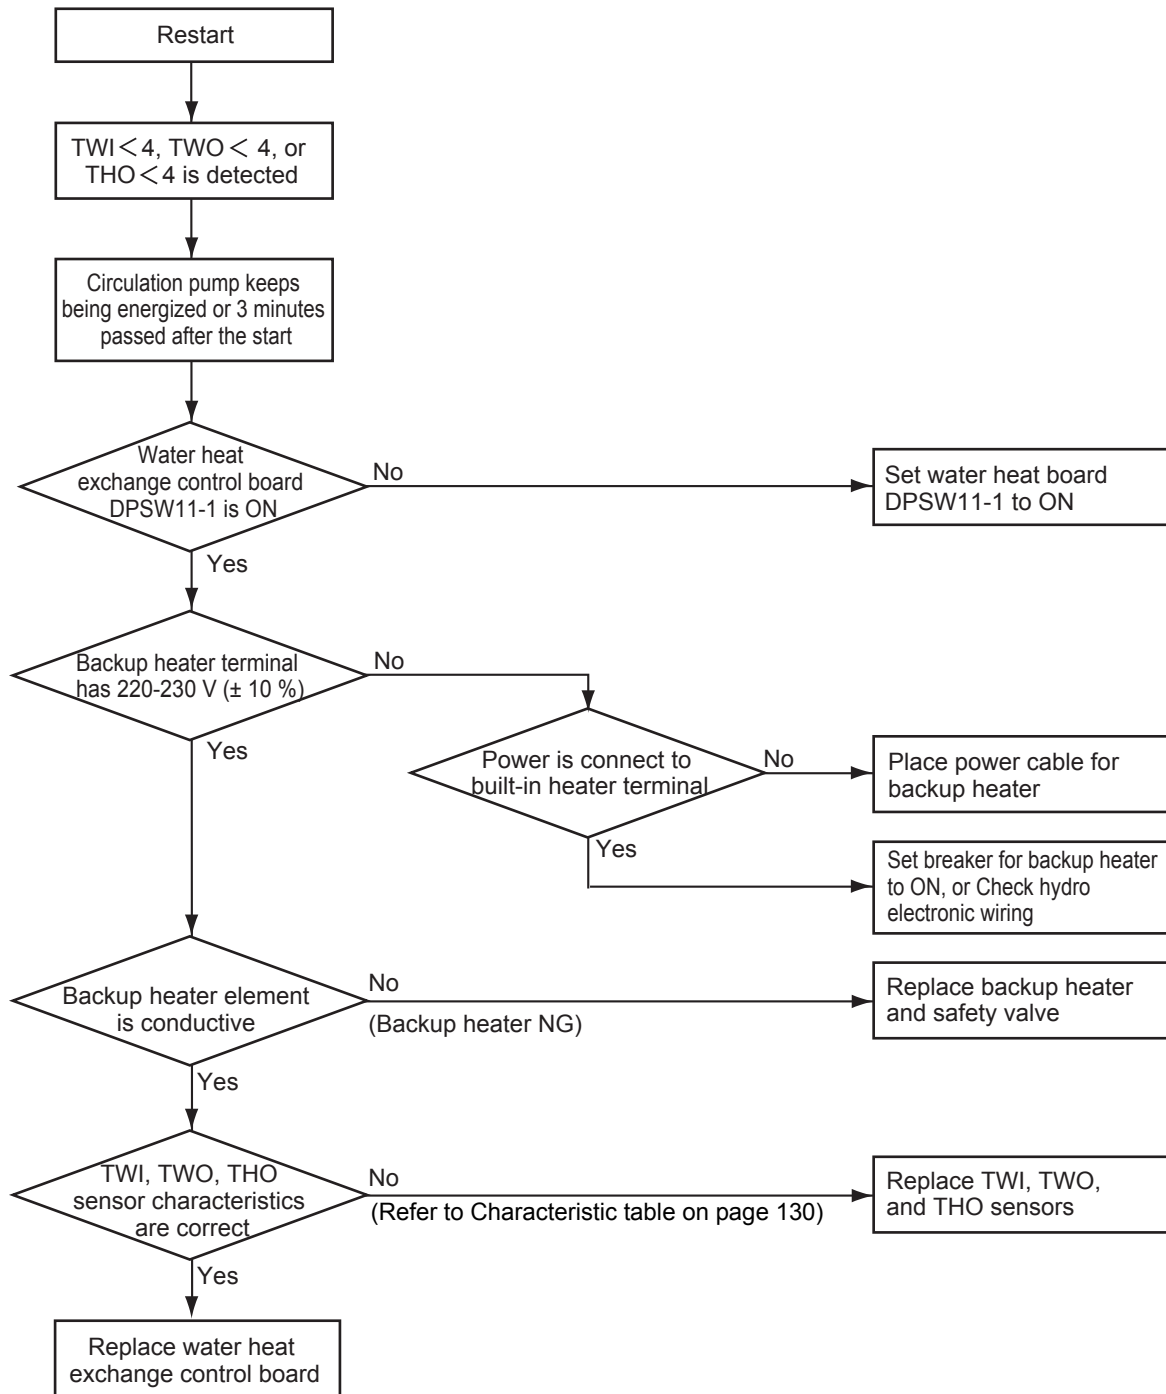 Restart
TWI<4, TWO< 4, or
THO<4 is detected
Circulation pump keeps
being energized or 3 minutes
passed after the start
Water heat
exchange control board
DPSW11-1 is ON
No
Set water heat board
DPSW11-1 to ON
Yes
Backup heater terminal
has 220-230 V (± 10 %)
No
Yes
Power is connect to
built-in heater terminal
No
Place power cable for
backup heater
Yes
Set breaker for backup heater
to ON, or Check hydro
electronic wiring
Backup heater element
is conductive
No
(Backup heater NG)
Replace backup heater
and safety valve
Yes
TWI, TWO, THO
sensor characteristics
are correct
No
(Refer to Characteristic table on page 130)
Replace TWI, TWO,
and THO sensors
Yes
Replace water heat
exchange control board